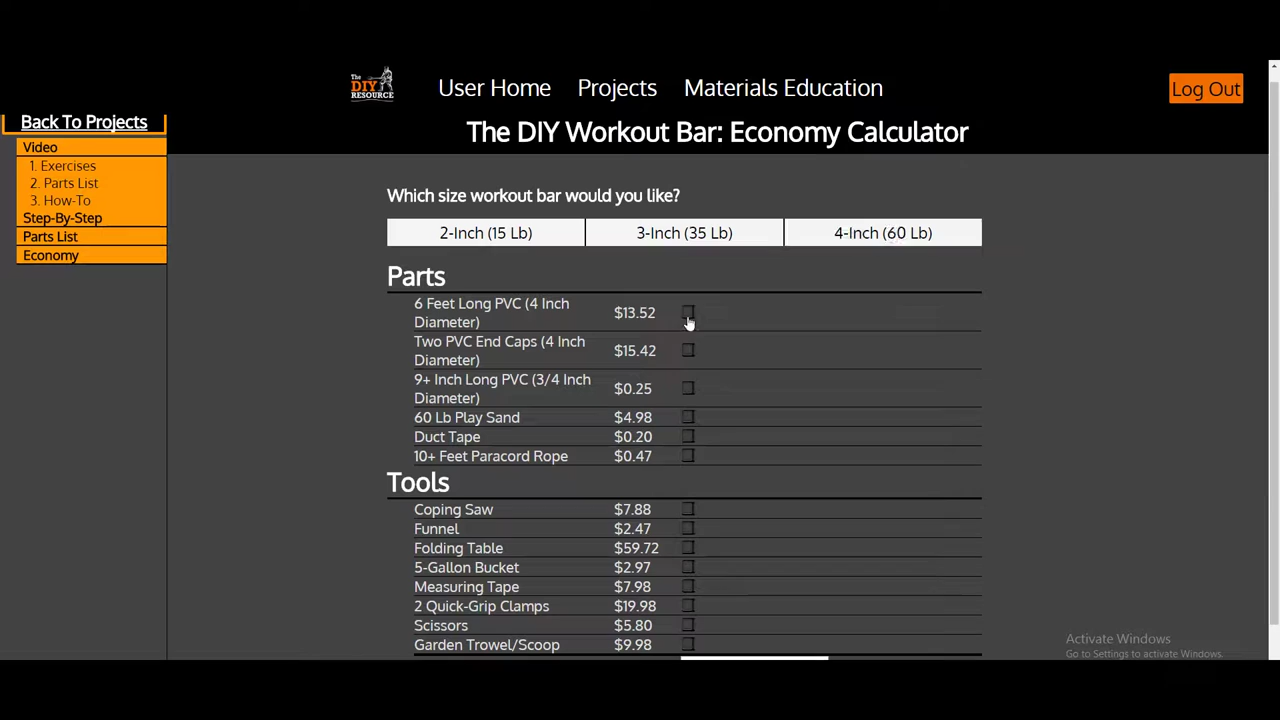 The
DIY
RESOURCE
User Home
Projects
Materials Education
Log Out
Back To Projects
The DIY Workout Bar: Economy Calculator
Video
1. Exercises
2. Parts List
3. How-To
Step-By-Step
Parts List
Economy
Which size workout bar would you like?
2-Inch (15 Lb)
3-Inch (35 Lb)
4-Inch (60 Lb)
Parts
6 Feet Long PVC (4 Inch
Diameter)
$13.52
Two PVC End Caps (4 Inch
Diameter)
$15.42
9+ Inch Long PVC (3/4 Inch
Diameter)
$0.25
60 Lb Play Sand
$4.98
Duct Tape
$0.20
10+ Feet Paracord Rope
$0.47
Tools
Coping Saw
$7.88
Funnel
$2.47
Folding Table
$59.72
5-Gallon Bucket
$2.97
Measuring Tape
$7.98
2 Quick-Grip Clamps
$19.98
Scissors
$5.80
Garden Trowel/Scoop
$9.98
Activate Windows
Go to Settings to activate Windows.